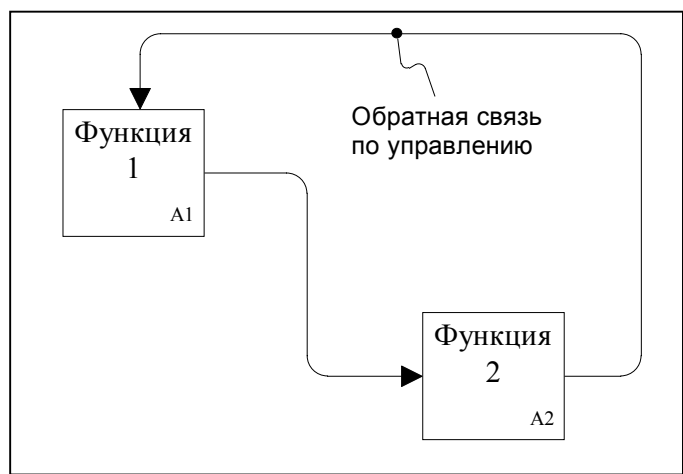 Обратная связь
по управлению
Функция
1
A1
Функция
2
A2